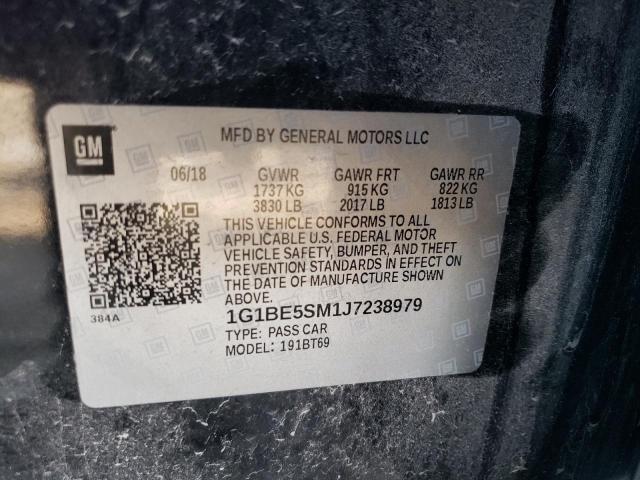 GM
MFD BY GENERAL MOTORS LLC
06/18 GVWR GAWR FRT GAWR RR
1737 KG 915 KG 822 KG
3830 LB 2017 LB 1813 LB
THIS VEHICLE CONFORMS TO ALL
APPLICABLE U.S. FEDERAL MOTOR
VEHICLE SAFETY, BUMPER, AND THEFT
PREVENTION STANDARDS IN EFFECT ON
THE DATE OF MANUFACTURE SHOWN
ABOVE.
384A
1G1BE5SM1J7238979
TYPE: PASS CAR
MODEL: 191BT69